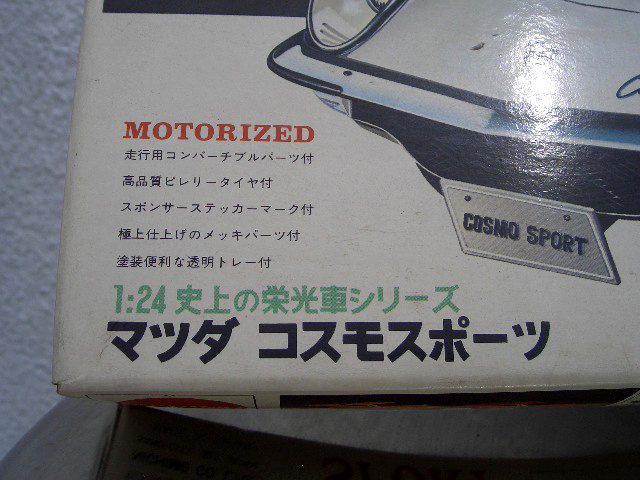 MOTORIZED
走行用コンバーチブルパーツ付
高品質ピレリータイヤ付
スポンサーステッカーマーク付
極上仕上げのメッキパーツ付
塗装便利な透明トレー付
COSMO SPORT
1:24 史上の栄光車シリーズ
マツダ コスモスポーツ